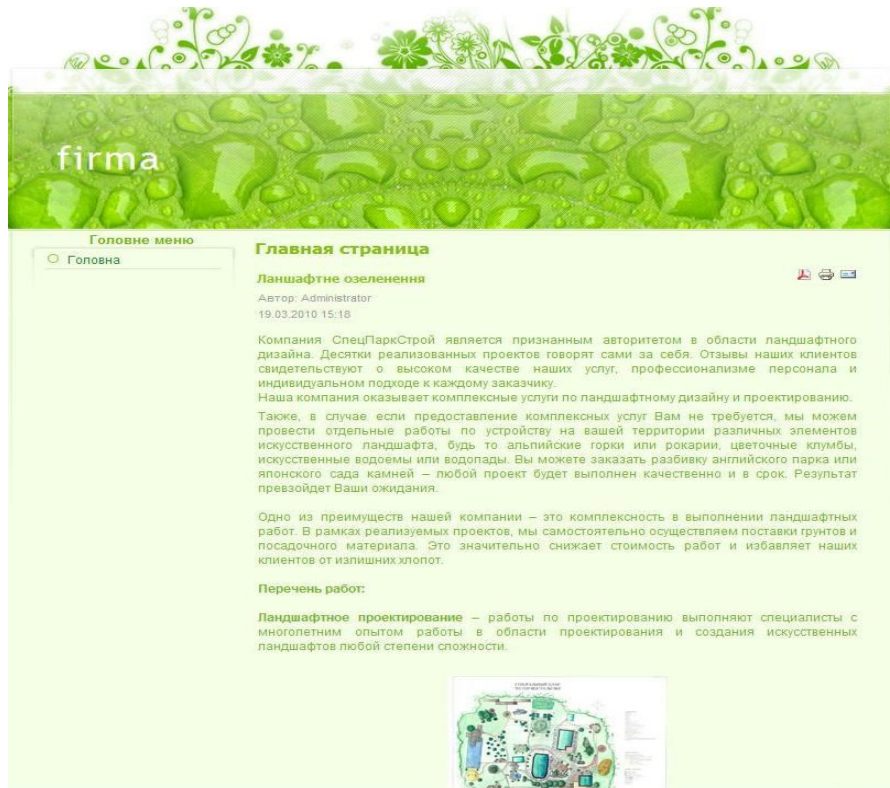 firma
Головне меню
Головна
Главная страница
Ланшафтне озеленення
Автор: Administrator
19.03.2010 15:18
Компания СпецПаркСтрой является признанным авторитетом в области ландшафтного
дизайна. Десятки реализованных проектов говорят сами за себя. Отзывы наших клиентов
свидетельствуют о высоком качестве наших услуг, профессионализме персонала и
индивидуальном подходе к каждому заказчику.
Наша компания оказывает комплексные услуги по ландшафтному дизайну и проектированию.
Также, в случае если предоставление комплексных услуг Вам не требуется, мы можем
провести отдельные работы по устройству на вашей территории различных элементов
искусственного ландшафта, будь то альпийские горки или рокарии, цветочные клумбы,
искусственные водоемы или водопады. Вы можете заказать разбивку английского парка или
японского сада камней – любой проект будет выполнен качественно и в срок. Результат
превзойдет Ваши ожидания.
Одно из преимуществ нашей компании – это комплексность в выполнении ландшафтных
работ. В рамках реализуемых проектов, мы самостоятельно осуществляем поставки грунтов и
посадочного материала. Это значительно снижает стоимость работ и избавляет наших
клиентов от излишних хлопот.
Перечень работ:
Ландшафтное проектирование – работы по проектированию выполняют специалисты с
многолетним опытом работы в области проектирования и создания искусственных
ландшафтов любой степени сложности.